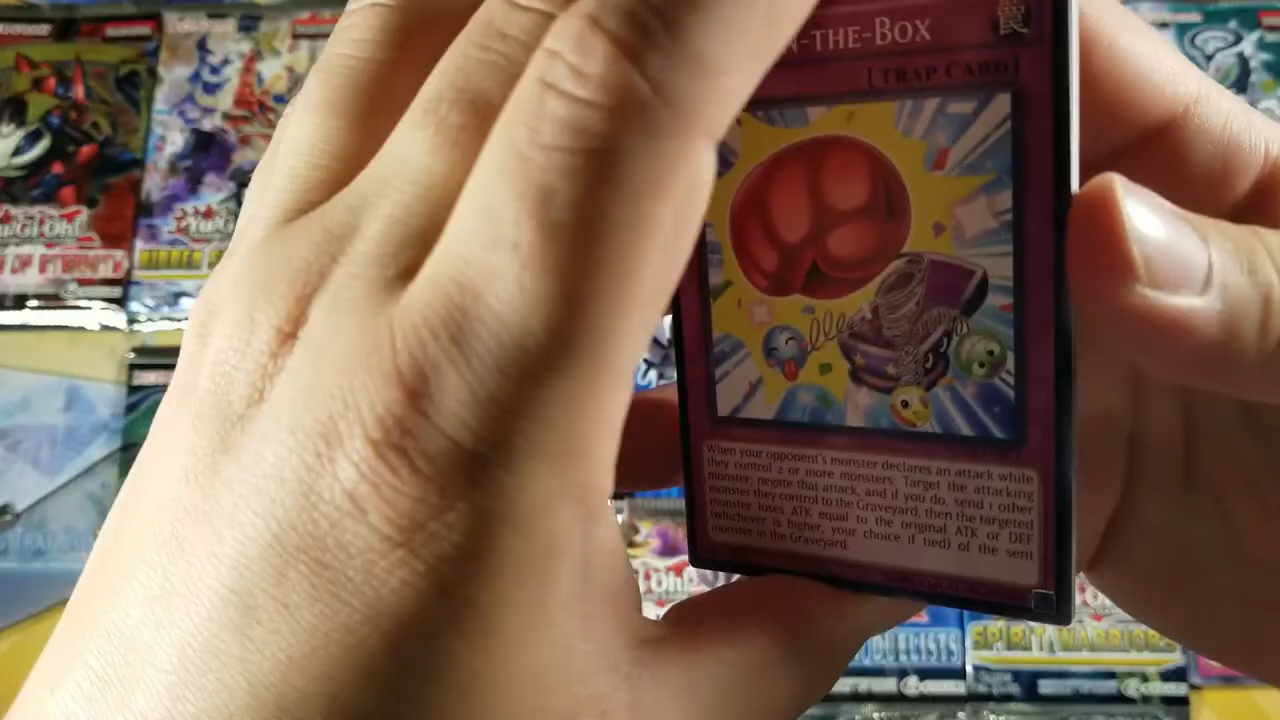 N-THE-BOX
[TRAP CARD]
When your opponent's monster declares an attack while
they control 2 or more monsters: Target the attacking
monster; negate that attack, and if you do, send 1 other
monster they control to the Graveyard, then the targeted
monster loses ATK equal to the original ATK or DEF
(whichever is higher, your choice if tied) of the sent
monster in the Graveyard.
Yu-Gi-Oh!
Yu-Gi-Oh!
HIDDEN
DUELISTS
SPIRIT WARRIORS